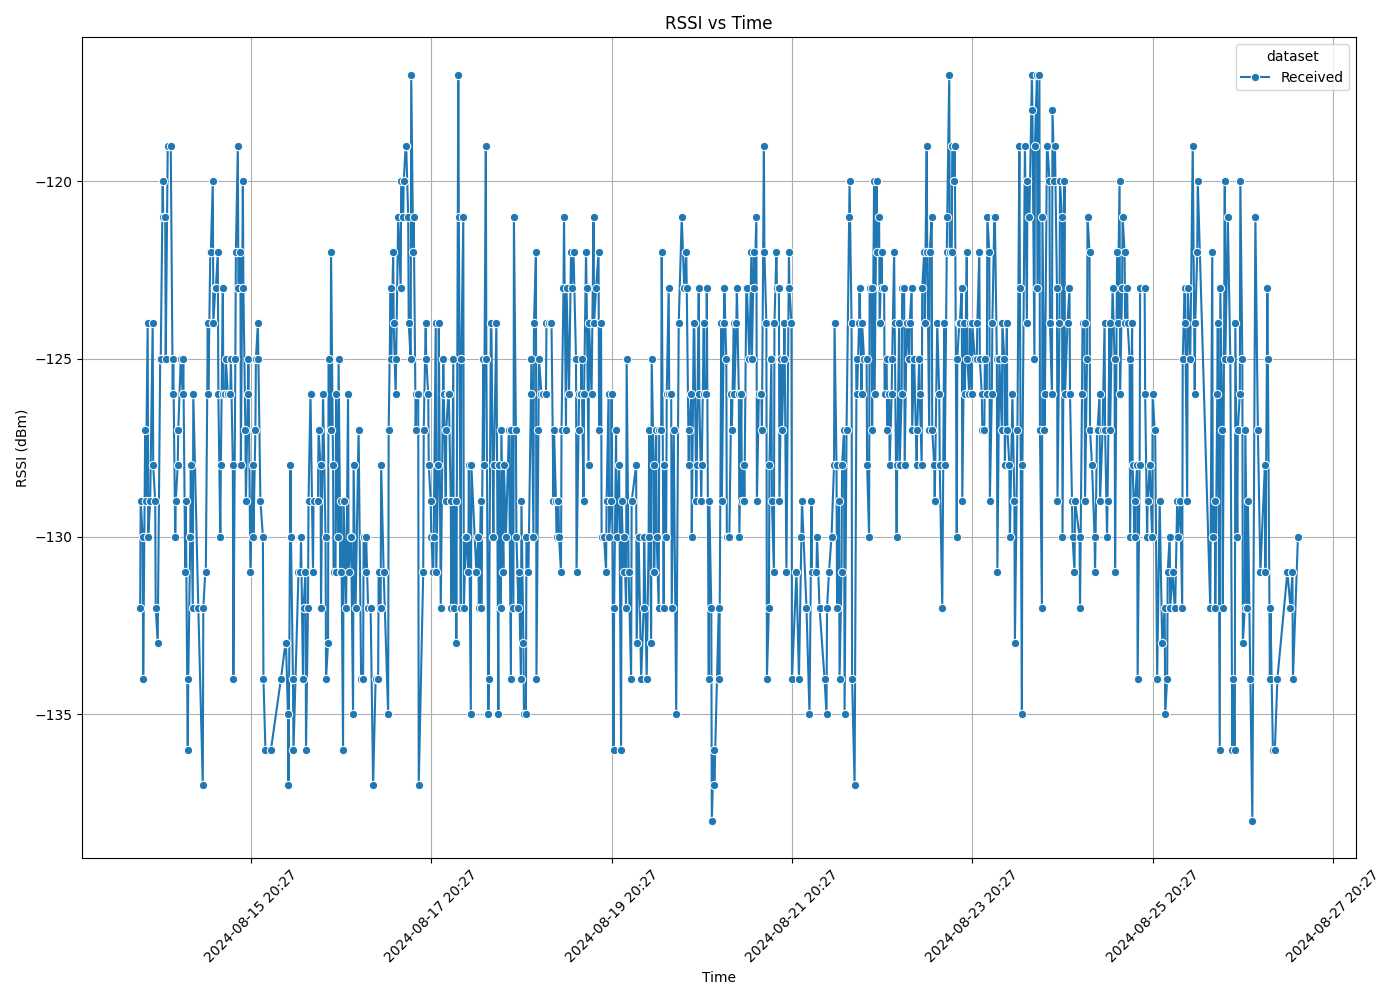 RSSI vs Time
dataset
Received
RSSI (dBm)
−120
−125
−130
−135
2024-08-15 20:27
2024-08-17 20:27
2024-08-19 20:27
2024-08-21 20:27
2024-08-23 20:27
2024-08-25 20:27
2024-08-27 20:27
Time